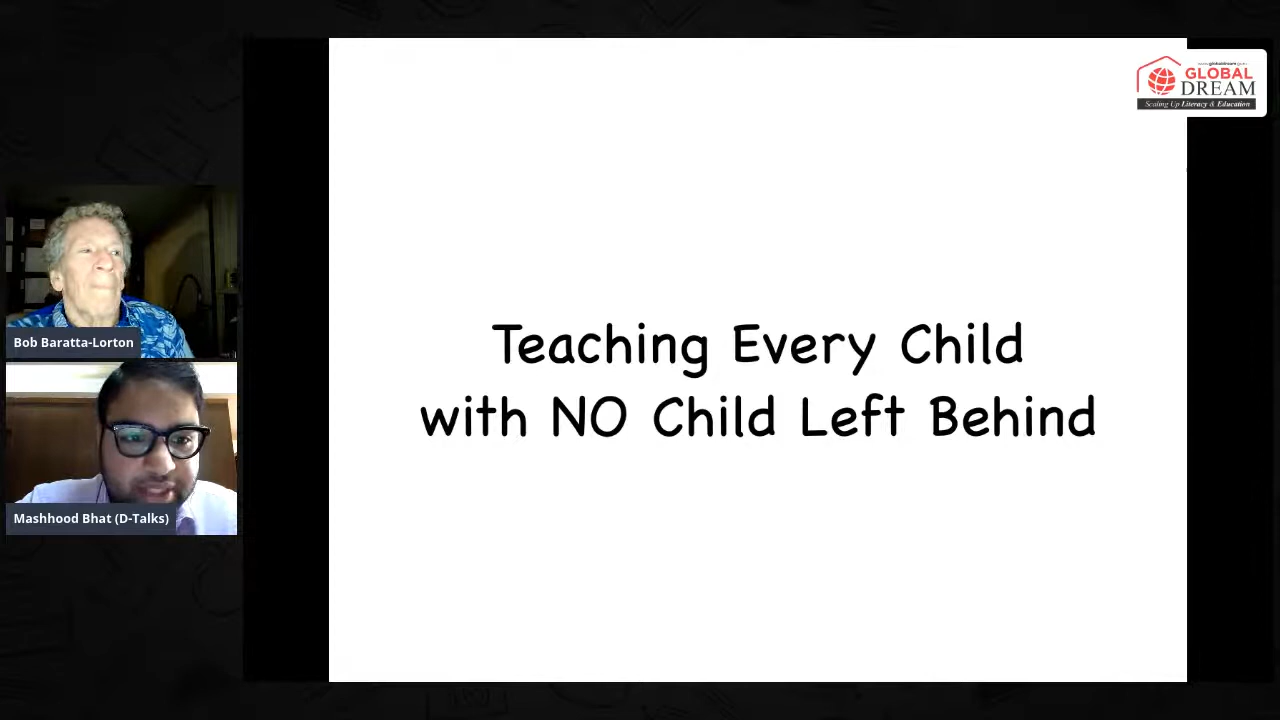 GLOBAL
DREAM
Scaling Up Literacy & Education
Teaching Every Child
with NO Child Left Behind
Bob Baratta-Lorton
Mashhood Bhat (D-Talks)